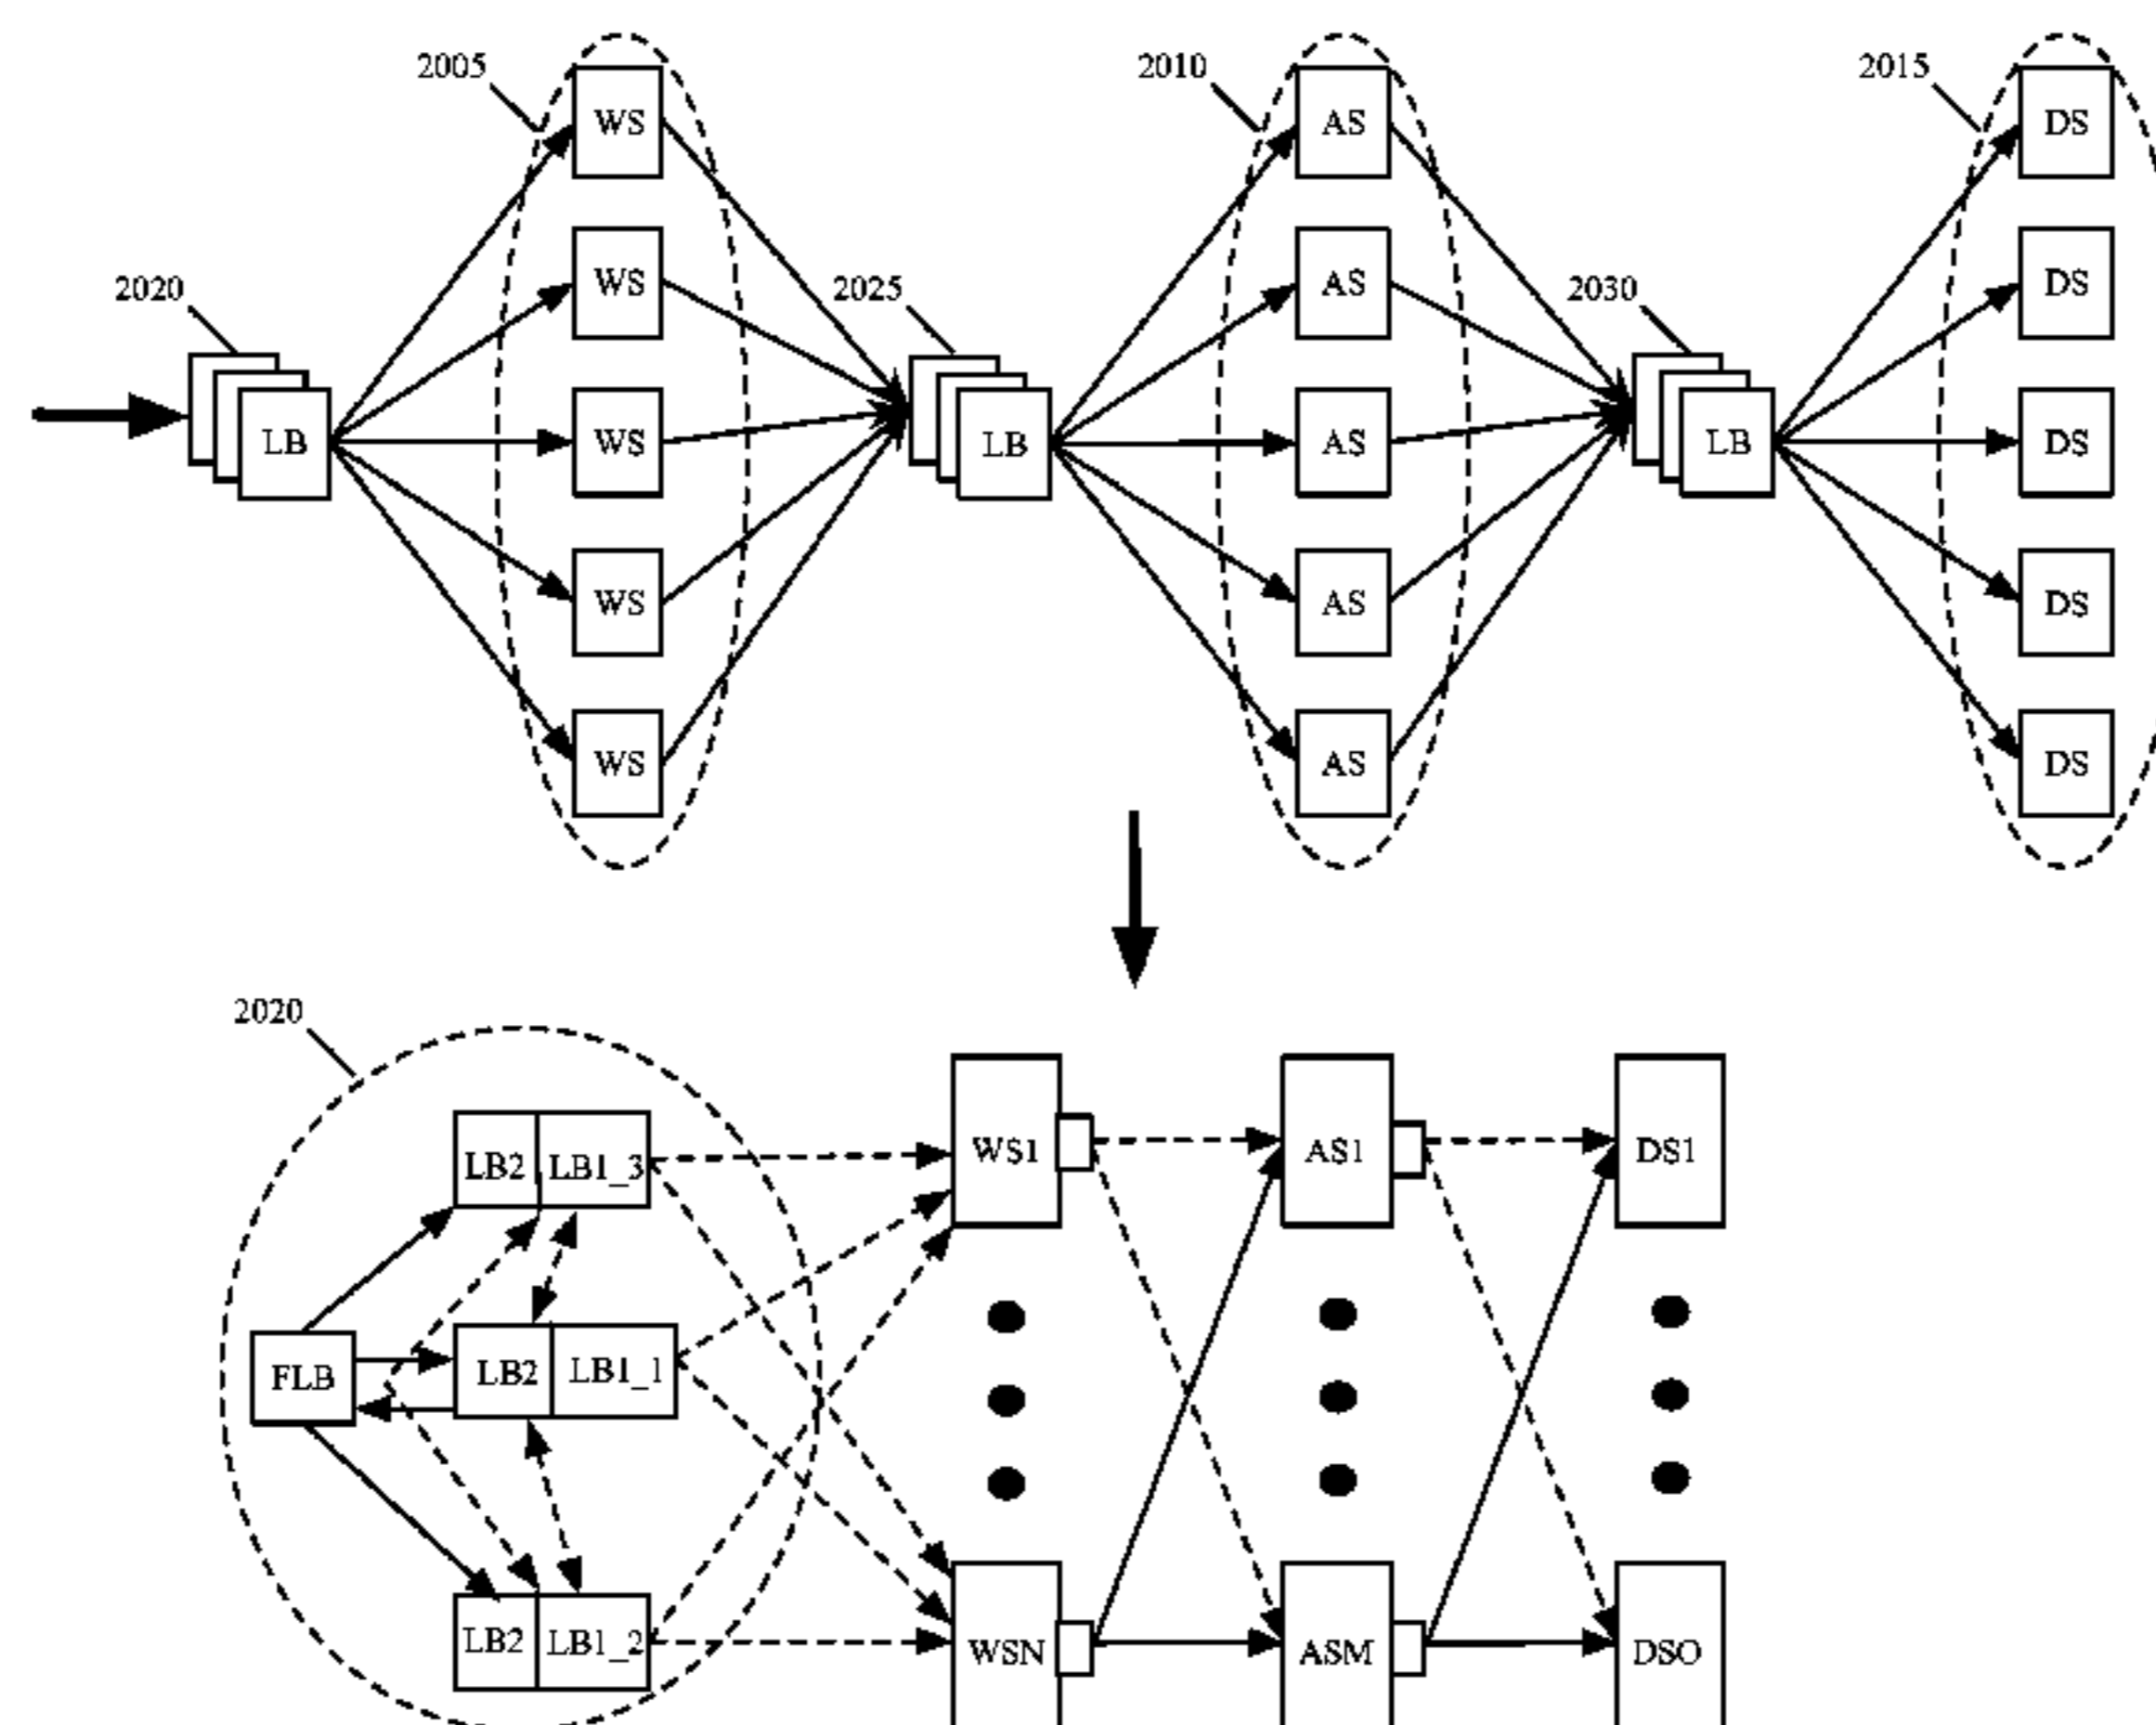 2005 2010 2015
WS AS DS
2020 WS 2025 AS 2030 DS
LB WS LB AS LB DS
WS AS DS
WS AS DS
2020
LB2 LB1_3 WS1 AS1 DS1
FLB LB2 LB1_1
LB2 LB1_2 WSN ASM DSO